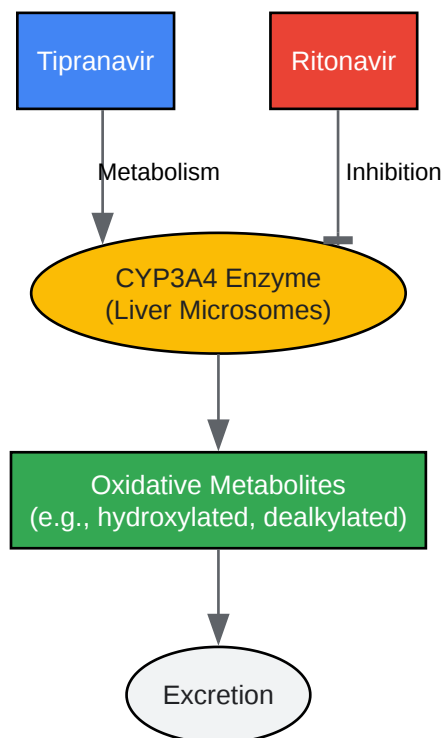 Tipranavir
Ritonavir
Metabolism
Inhibition
CYP3A4 Enzyme
(Liver Microsomes)
Oxidative Metabolites
(e.g., hydroxylated, dealkylated)
Excretion